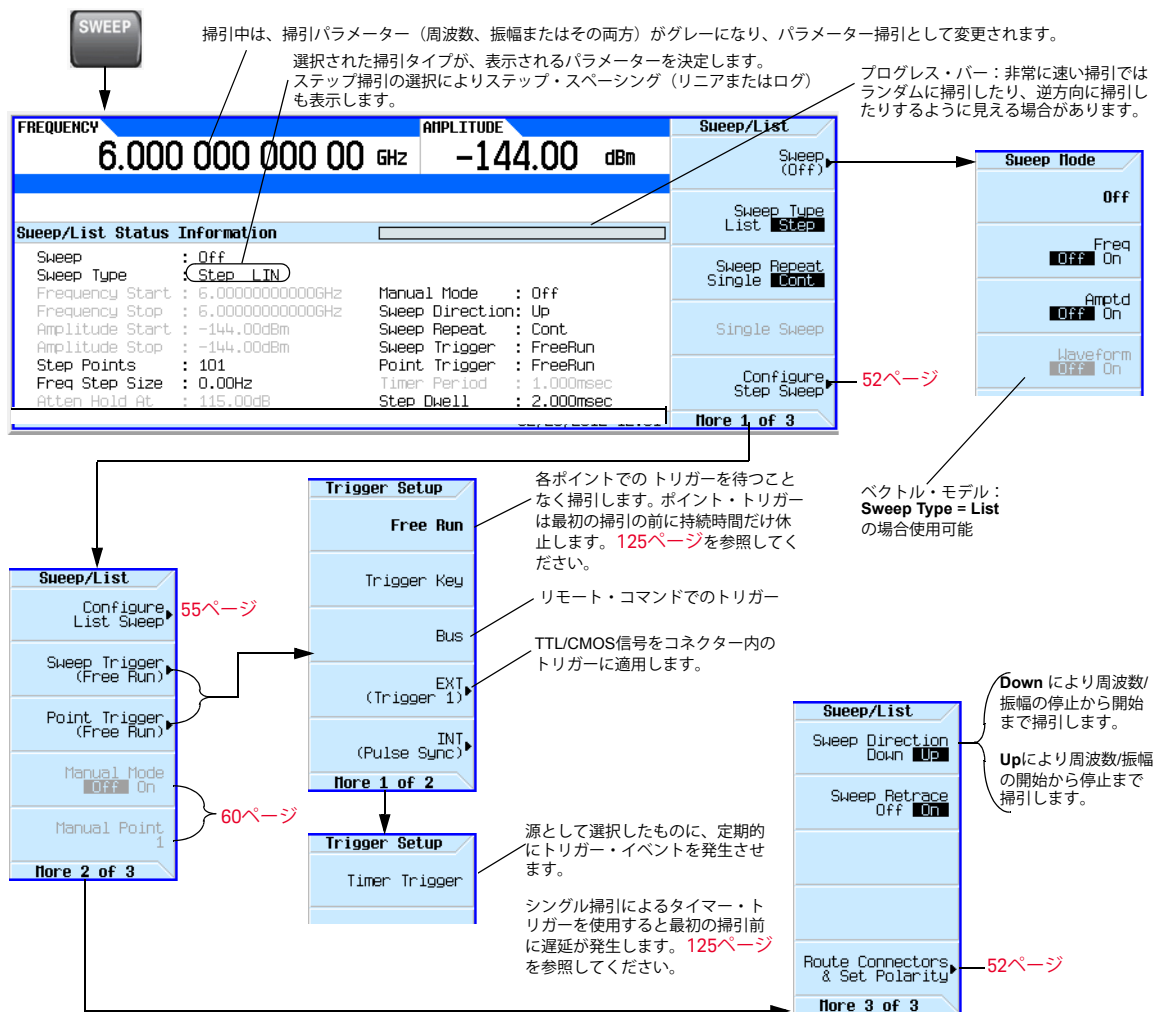 SWEEP
掃引中は、掃引パラメーター（周波数、振幅またはその両方）がグレーになり、パラメーター掃引として変更されます。
選択された掃引タイプが、表示されるパラメーターを決定します。
ステップ掃引の選択によりステップ・スペーシング（リニアまたはログ）
も表示します。
プログレス・バー：非常に速い掃引では
ランダムに掃引したり、逆方向に掃引し
たりするように見える場合があります。
FREQUENCY
6.000 000 000 00 GHz
AMPLITUDE
-144.00 dBm
Sweep/List Status Information
Sweep : Off
Sweep Type : Step LIN
Frequency Start : 6.00000000000GHz
Frequency Stop : 6.00000000000GHz
Amplitude Start : -144.00dBm
Amplitude Stop : -144.00dBm
Step Points : 101
Freq Step Size : 0.00Hz
Atten Hold At : 115.00dB
Manual Mode : Off
Sweep Direction: Up
Sweep Repeat : Cont
Sweep Trigger : FreeRun
Point Trigger : FreeRun
Timer Period : 1.000msec
Step Dwell : 2.000msec
Sweep/List
Sweep
(Off)
Sweep Type
List Step
Sweep Repeat
Single Cont
Single Sweep
Configure
Step Sweep
More 1 of 3
52ページ
Sweep Mode
Off
Freq
Off On
Amptd
Off On
Waveform
Off On
ベクトル・モデル：
Sweep Type = List
の場合使用可能
Sweep/List
Configure
List Sweep
55ページ
Sweep Trigger
(Free Run)
Point Trigger
(Free Run)
Manual Mode
Off On
Manual Point
1
60ページ
More 2 of 3
Trigger Setup
Free Run
Trigger Key
Bus
EXT
(Trigger 1)
INT
(Pulse Sync)
More 1 of 2
各ポイントでの トリガーを待つこと
なく掃引します。ポイント・トリガー
は最初の掃引の前に持続時間だけ休
止します。125ページを参照してく
ださい。
リモート・コマンドでのトリガー
TTL/CMOS信号をコネクター内の
トリガーに適用します。
Trigger Setup
Timer Trigger
源として選択したものに、定期的
にトリガー・イベントを発生させ
ます。
シングル掃引によるタイマー・ト
リガーを使用すると最初の掃引前
に遅延が発生します。125ページ
を参照してください。
Sweep/List
Sweep Direction
Down Up
Sweep Retrace
Off On
Route Connectors
& Set Polarity
More 3 of 3
Down により周波数/
振幅の停止から開始
まで掃引します。
Upにより周波数/振幅
の開始から停止まで
掃引します。
52ページ